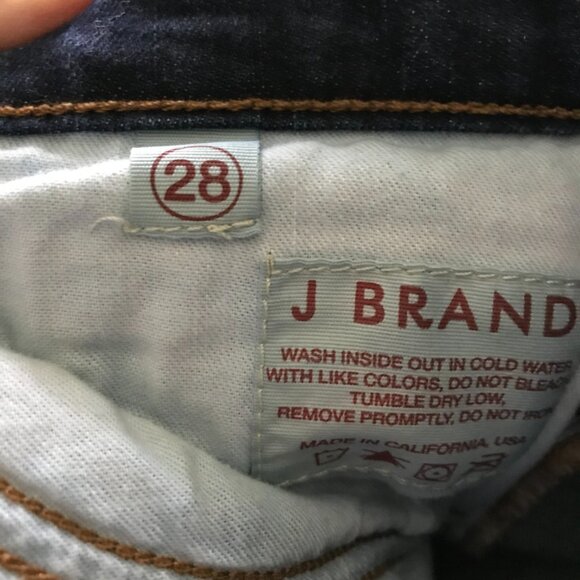 28
J BRAND
WASH INSIDE OUT IN COLD WATER
WITH LIKE COLORS, DO NOT BLEACH
TUMBLE DRY LOW,
REMOVE PROMPTLY, DO NOT IRON
MADE IN CALIFORNIA, USA